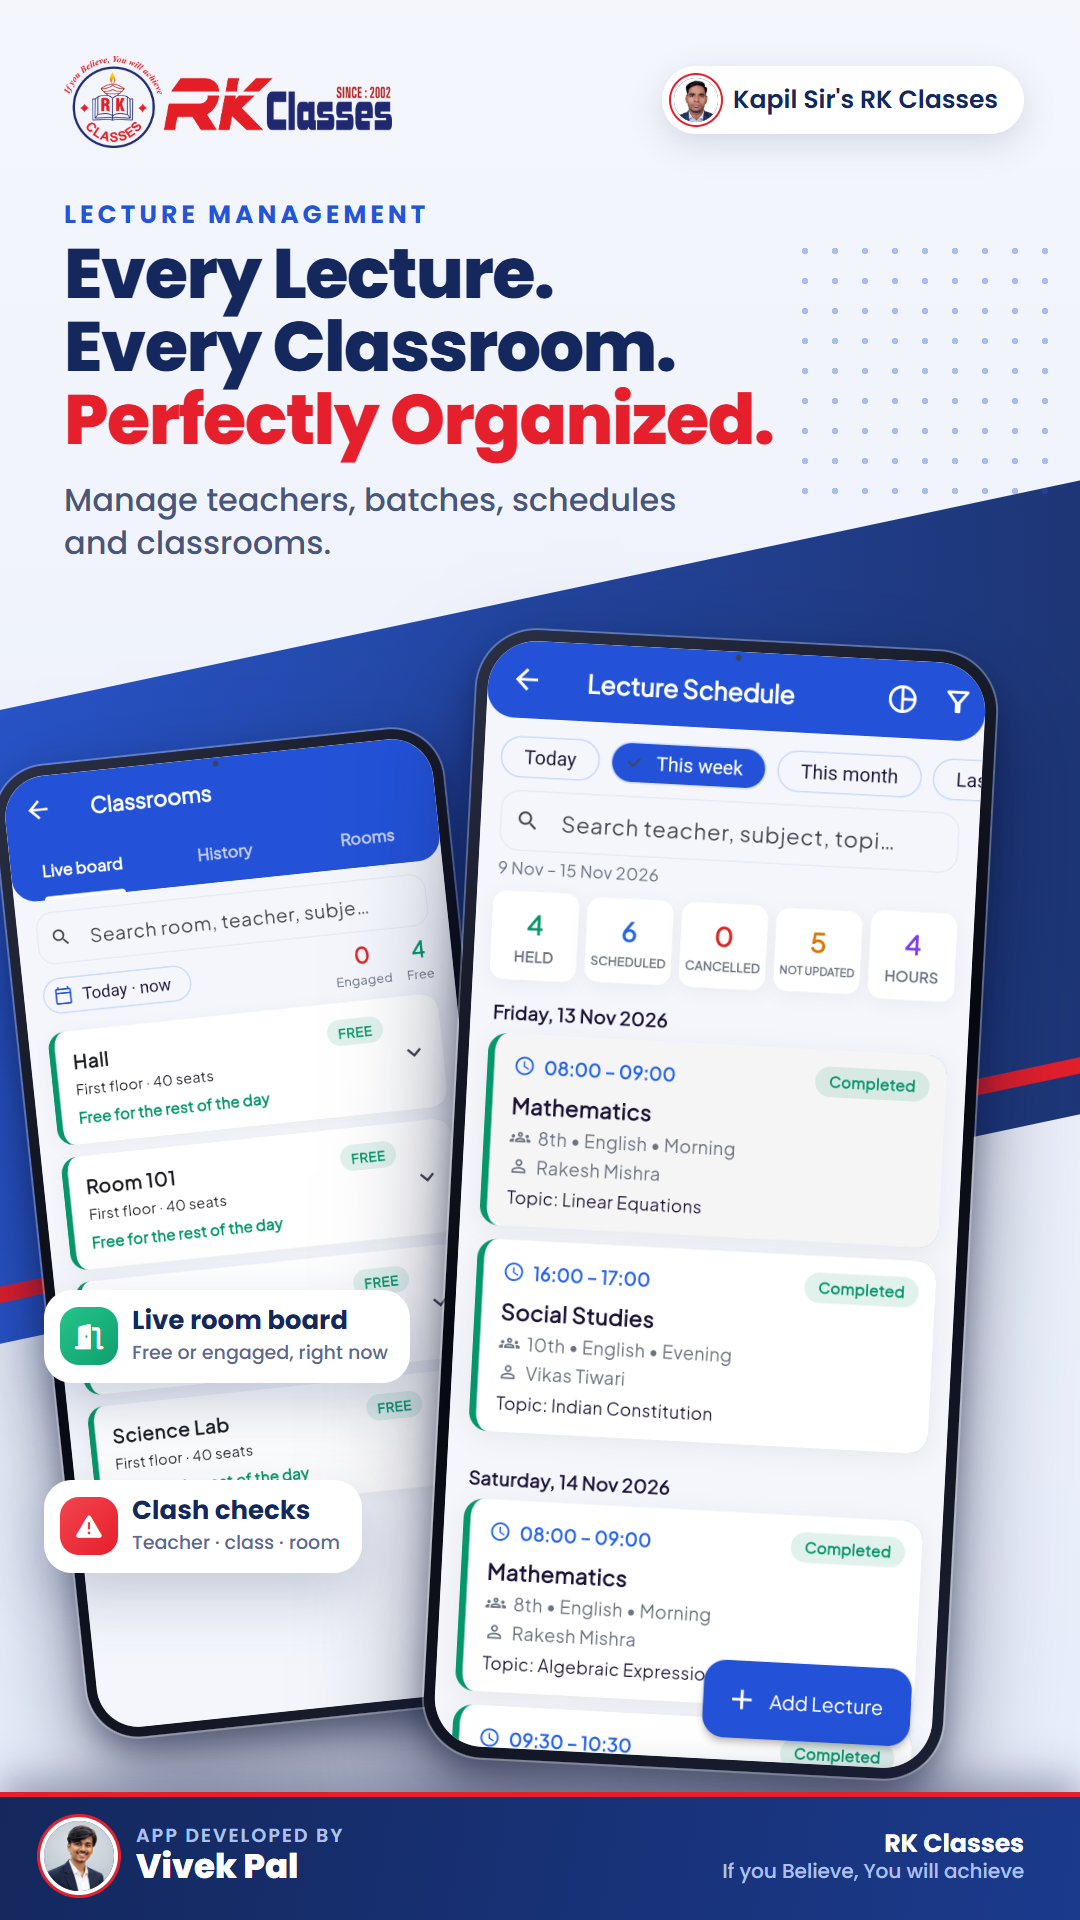 If you Believe, You will achieve
RK
CLASSES
RK Classes
SINCE : 2002
Kapil Sir's RK Classes
LECTURE MANAGEMENT
Every Lecture.
Every Classroom.
Perfectly Organized.
Manage teachers, batches, schedules
and classrooms.
Classrooms
Live board History Rooms
Search room, teacher, subje...
Today · now
0 Engaged
4 Free
Hall
FREE
First floor · 40 seats
Free for the rest of the day
Room 101
FREE
First floor · 40 seats
Free for the rest of the day
FREE
Live room board
Free or engaged, right now
Science Lab
FREE
First floor · 40 seats
rest of the day
Clash checks
Teacher · class · room
Lecture Schedule
Today This week This month Las
Search teacher, subject, topi...
9 Nov – 15 Nov 2026
4 HELD
6 SCHEDULED
0 CANCELLED
5 NOT UPDATED
4 HOURS
Friday, 13 Nov 2026
08:00 – 09:00
Completed
Mathematics
8th • English • Morning
Rakesh Mishra
Topic: Linear Equations
16:00 – 17:00
Completed
Social Studies
10th • English • Evening
Vikas Tiwari
Topic: Indian Constitution
Saturday, 14 Nov 2026
08:00 – 09:00
Completed
Mathematics
8th • English • Morning
Rakesh Mishra
Topic: Algebraic Expressio
+ Add Lecture
09:30 – 10:30
Completed
APP DEVELOPED BY
Vivek Pal
RK Classes
If you Believe, You will achieve